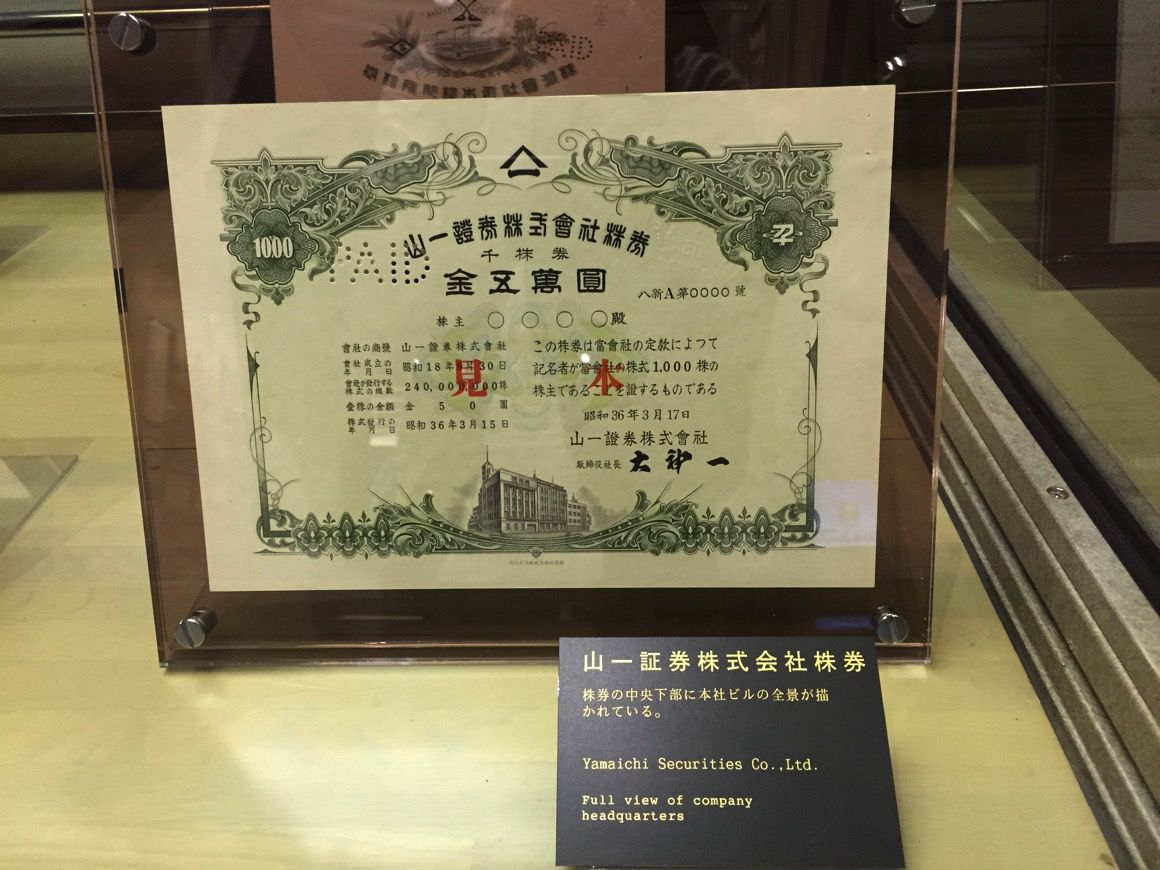 PAID
1000
山一證券株式會社株券
千株券
PAID
金五萬圓
八新A第0000號
株主 〇〇〇〇殿
會社の商號 山一證券株式會社
會社成立の年月日 昭和18年9月30日
會社が發行する株式の總數 240,000,000株
壹株の金額 金50圓
株式發行の年月日 昭和36年3月15日
この株券は當會社の定款によつて
記名者が當會社の株式1,000株の
株主であることを證するものである
見本
昭和36年3月17日
山一證券株式會社
取締役社長 大神一
山一証券株式会社株券
株券の中央下部に本社ビルの全景が描
かれている。
Yamaichi Securities Co.,Ltd.
Full view of company
headquarters